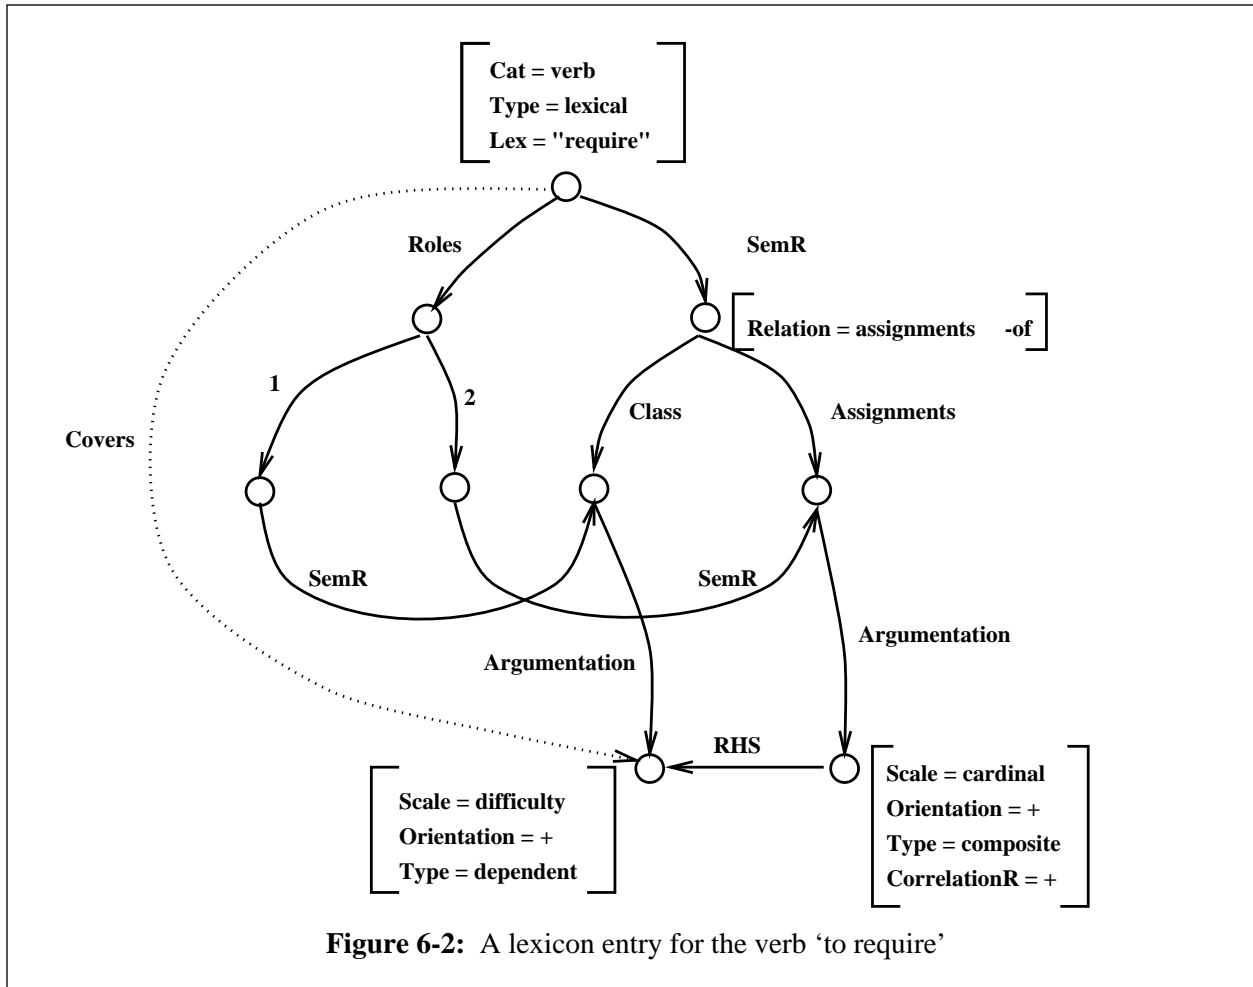 Cat = verb
Type = lexical
Lex = "require"
Roles
SemR
Relation = assignments -of
1
2
Class
Assignments
Covers
SemR
SemR
Argumentation
Argumentation
RHS
Scale = difficulty
Orientation = +
Type = dependent
Scale = cardinal
Orientation = +
Type = composite
CorrelationR = +
Figure 6-2: A lexicon entry for the verb ‘to require’